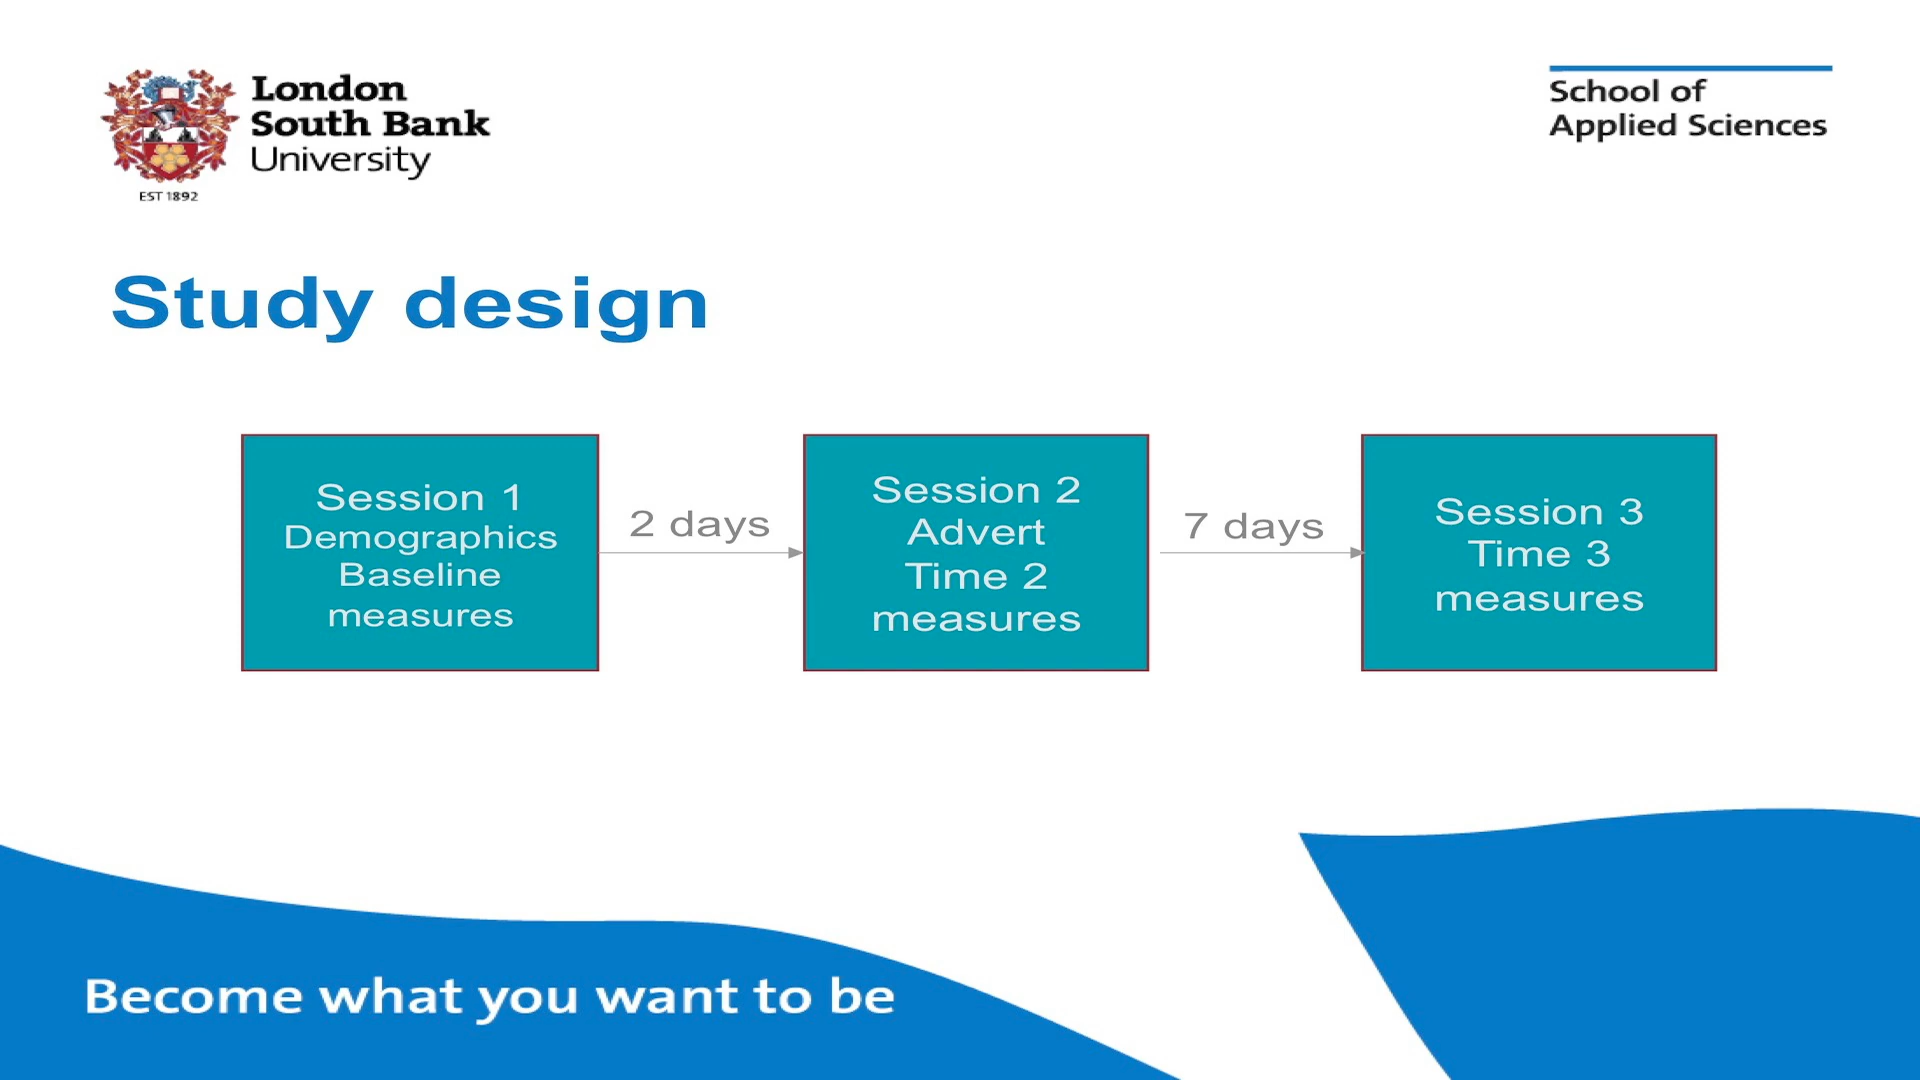 London
South Bank
University
EST 1892
School of
Applied Sciences
Study design
Session 1
Demographics
Baseline
measures
2 days
Session 2
Advert
Time 2
measures
7 days
Session 3
Time 3
measures
Become what you want to be